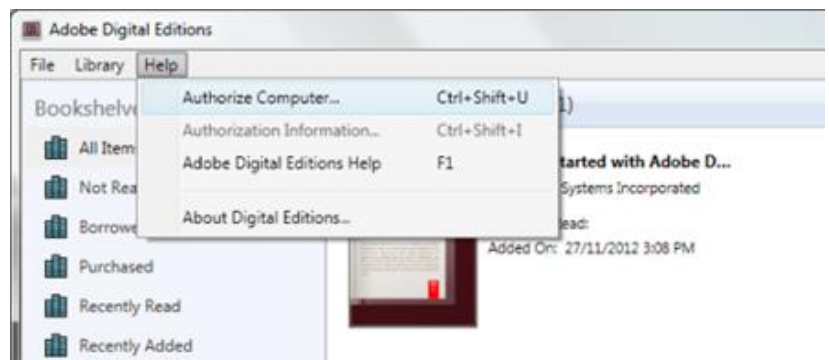 Adobe Digital Editions
File Library Help
Bookshelve
Authorize Computer... Ctrl+Shift+U
1)
Authorization Information... Ctrl+Shift+I
All Item
Adobe Digital Editions Help F1
tarted with Adobe D...
Not Rea
Systems Incorporated
About Digital Editions...
Borrowe
ead:
Added On: 27/11/2012 3:08 PM
Purchased
Recently Read
Recently Added